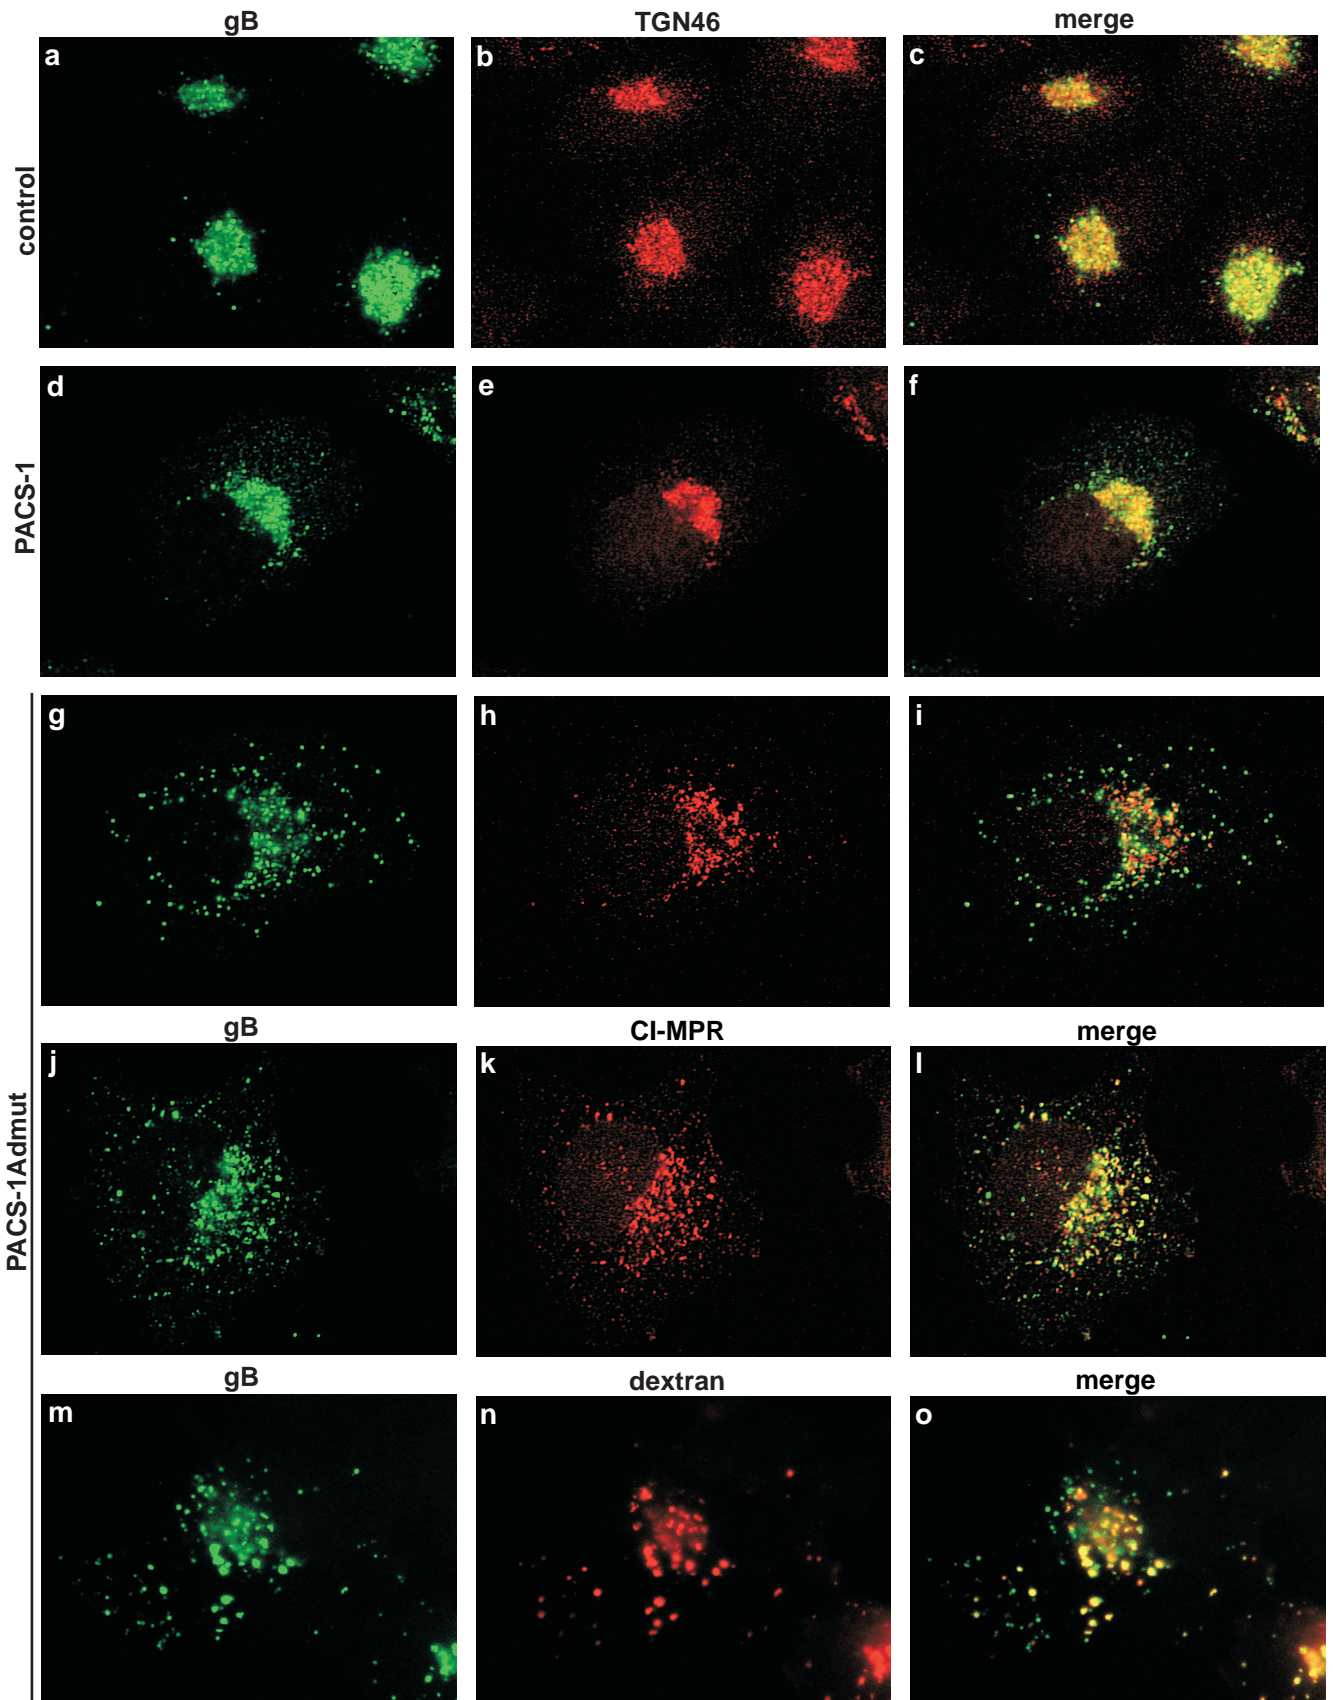 gB TGN46 merge
control
a b c
PACS-1
d e f
PACS-1Admut
g h i
gB CI-MPR merge
j k l
gB dextran merge
m n o